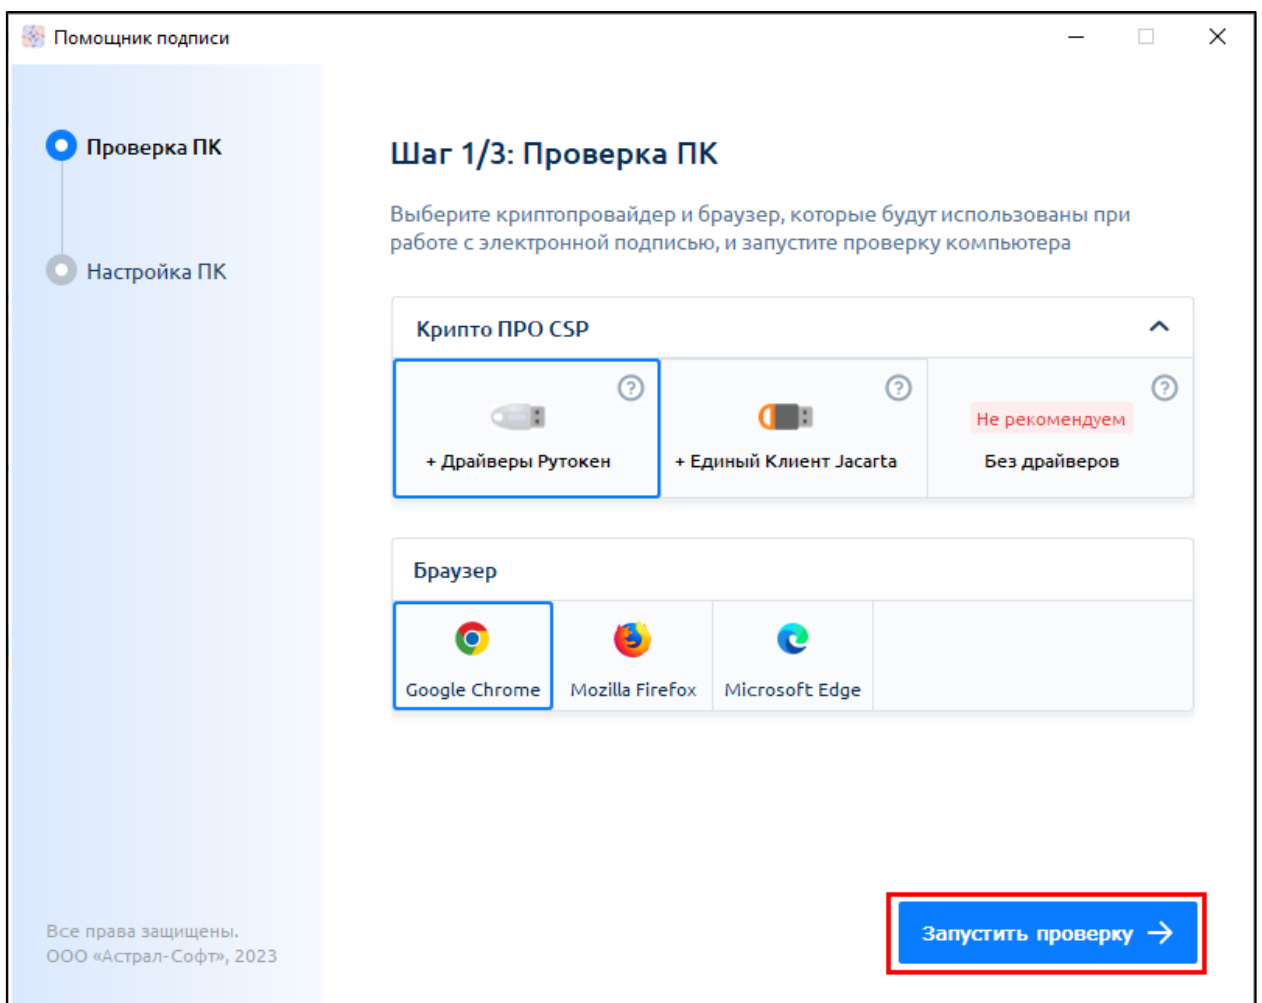 Помощник подписи
Проверка ПК
Настройка ПК
Шаг 1/3: Проверка ПК
Выберите криптопровайдер и браузер, которые будут использованы при
работе с электронной подписью, и запустите проверку компьютера
Крипто ПРО CSP
+ Драйверы Рутокен
+ Единый Клиент Jacarta
Не рекомендуем
Без драйверов
Браузер
Google Chrome
Mozilla Firefox
Microsoft Edge
Запустить проверку
Все права защищены.
ООО «Астрал-Софт», 2023